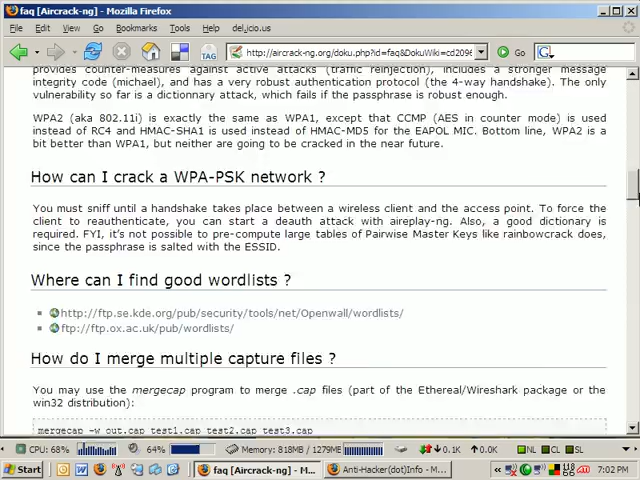 faq [Aircrack-ng] - Mozilla Firefox
File Edit View Go Bookmarks Tools Help del.icio.us
TAG http://aircrack-ng.org/doku.php?id=faq&DokuWiki=cd2096 Go G
provides counter-measures against active attacks (traffic reinjection), includes a stronger message
integrity code (michael), and has a very robust authentication protocol (the 4-way handshake). The only
vulnerability so far is a dictionnary attack, which fails if the passphrase is robust enough.
WPA2 (aka 802.11i) is exactly the same as WPA1, except that CCMP (AES in counter mode) is used
instead of RC4 and HMAC-SHA1 is used instead of HMAC-MD5 for the EAPOL MIC. Bottom line, WPA2 is a
bit better than WPA1, but neither are going to be cracked in the near future.
How can I crack a WPA-PSK network ?
You must sniff until a handshake takes place between a wireless client and the access point. To force the
client to reauthenticate, you can start a deauth attack with aireplay-ng. Also, a good dictionary is
required. FYI, it's not possible to pre-compute large tables of Pairwise Master Keys like rainbowcrack does,
since the passphrase is salted with the ESSID.
Where can I find good wordlists ?
http://ftp.se.kde.org/pub/security/tools/net/Openwall/wordlists/
ftp://ftp.ox.ac.uk/pub/wordlists/
How do I merge multiple capture files ?
You may use the mergecap program to merge .cap files (part of the Ethereal/Wireshark package or the
win32 distribution):
mergecap -w out.cap test1.cap test2.cap test3.cap
CPU: 68% 64% Memory: 818MB / 1279MB 0.1K 0.0K NL CL SL
Start faq [Aircrack-ng] - M... Anti-Hacker(dot)Info - M... 7:02 PM